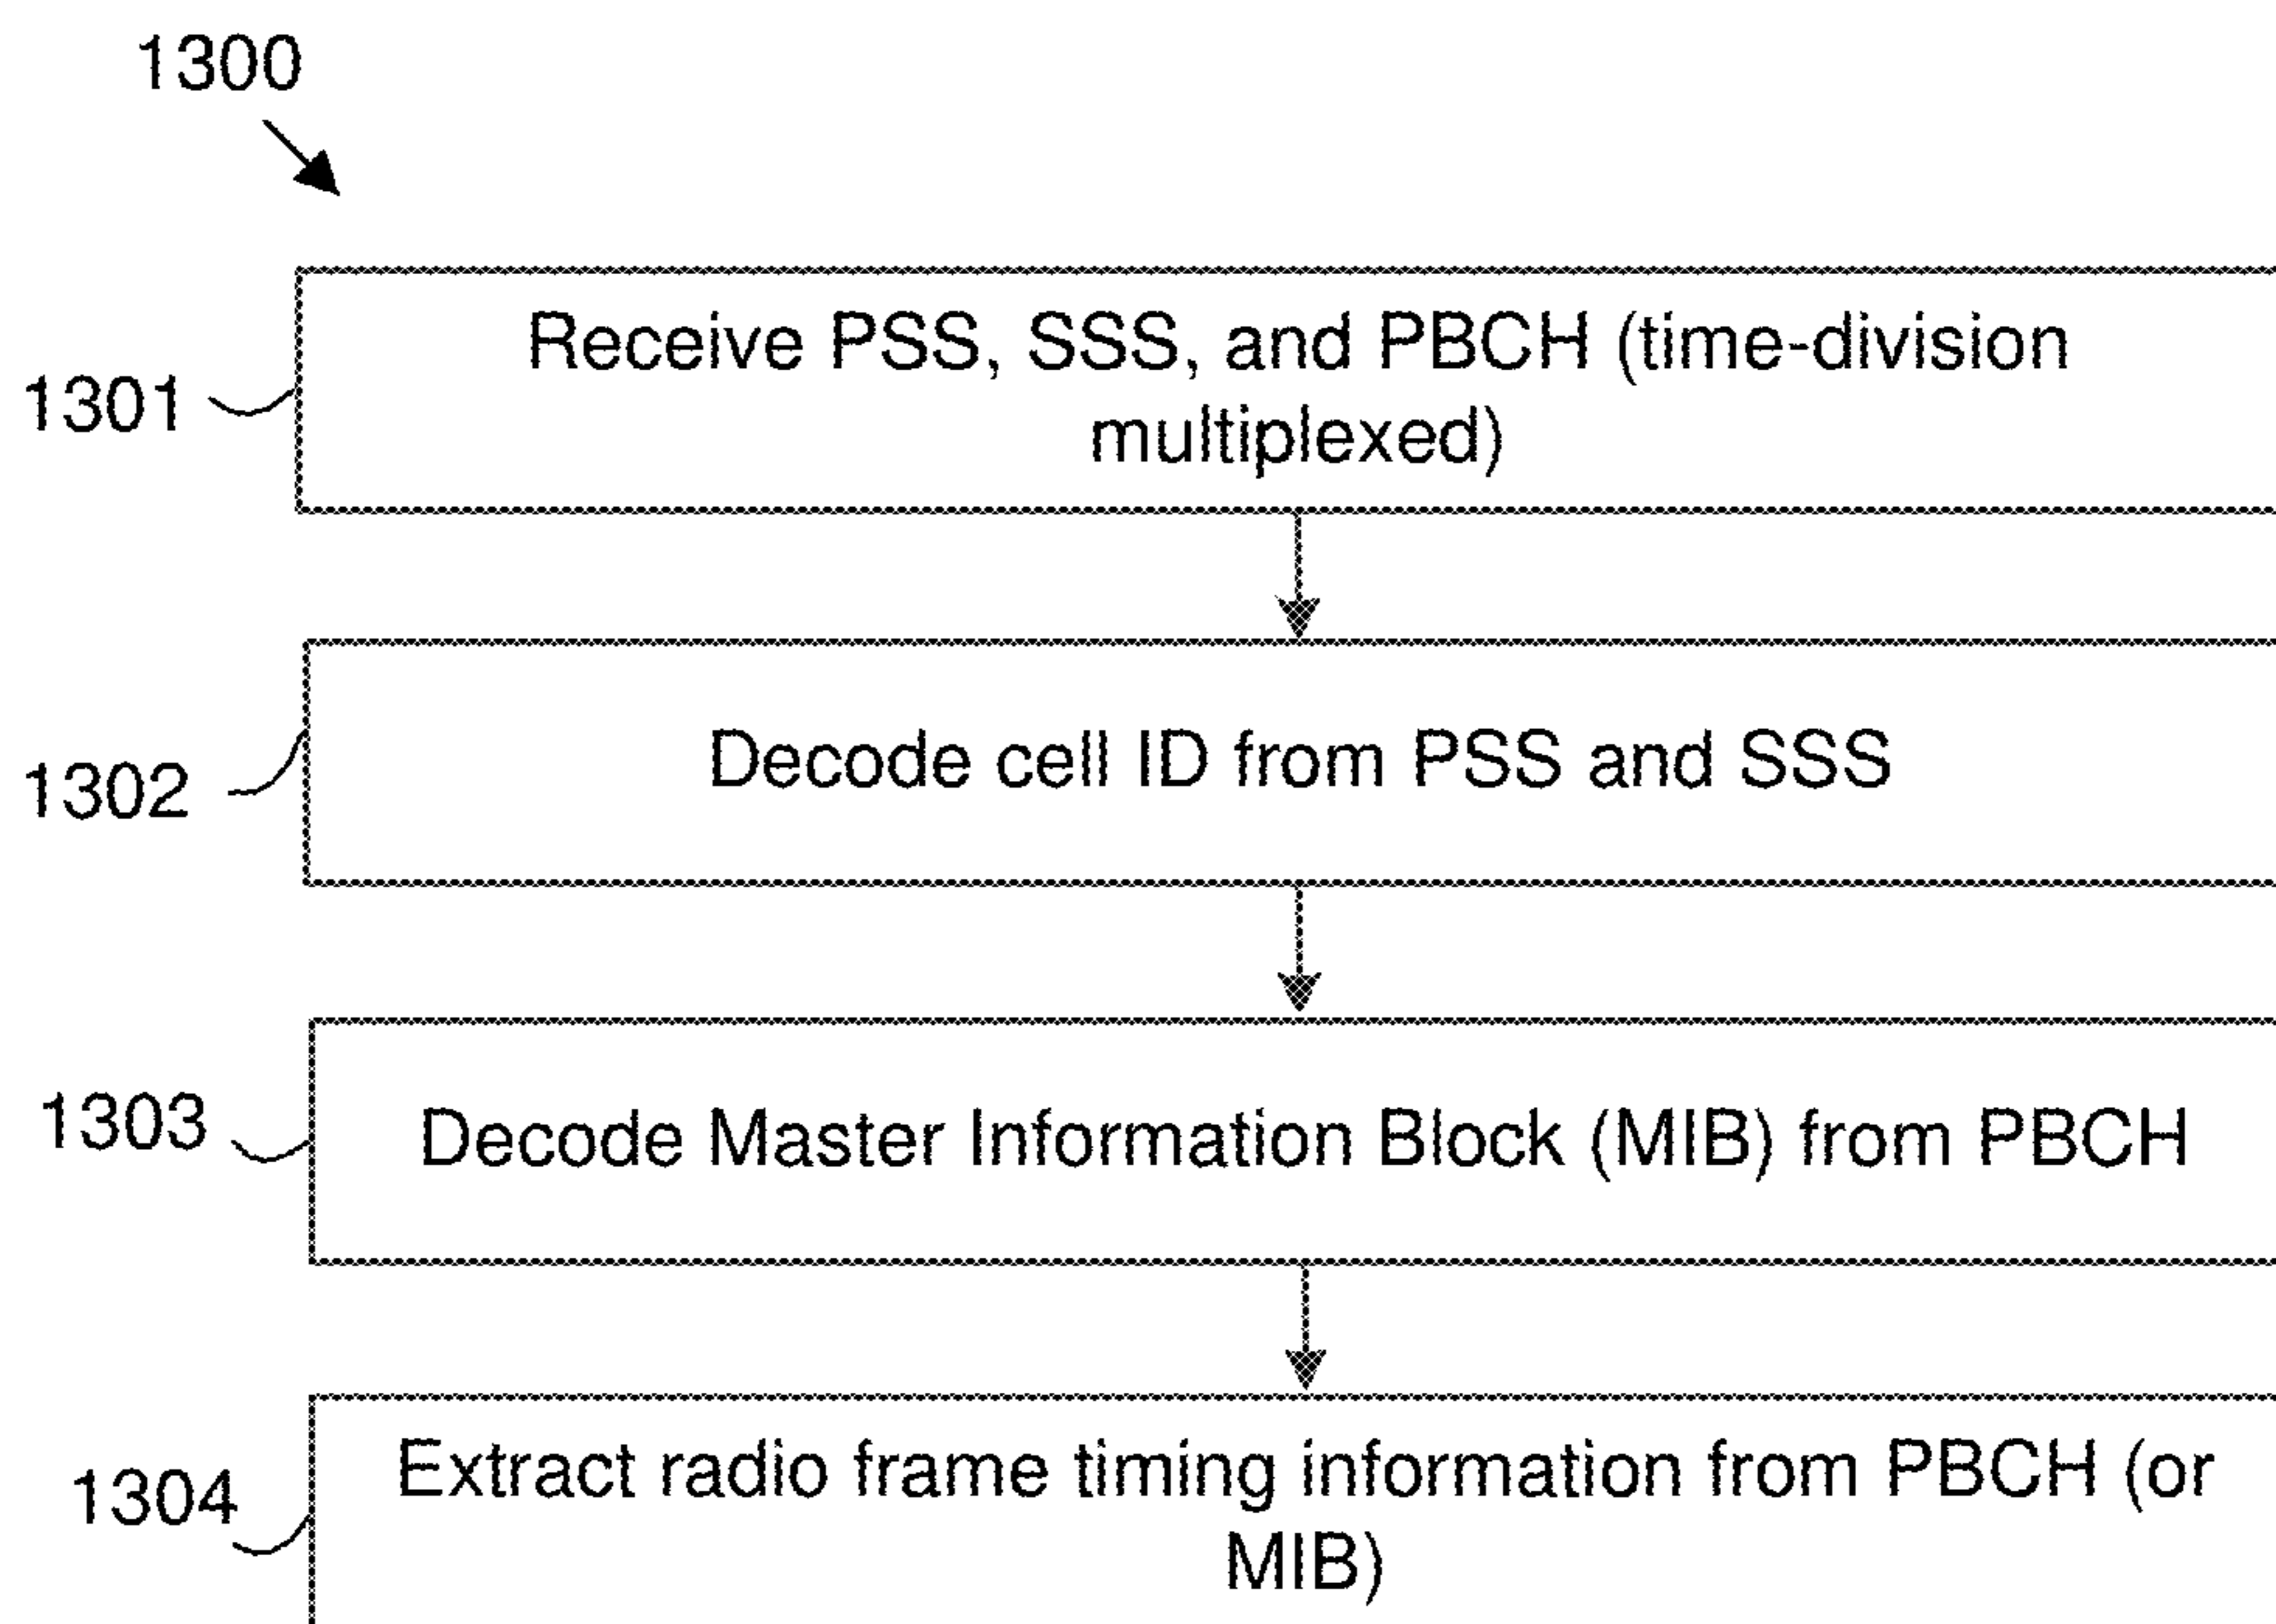 1300
Receive PSS, SSS, and PBCH (time-division
multiplexed)
1301
Decode cell ID from PSS and SSS
1302
Decode Master Information Block (MIB) from PBCH
1303
Extract radio frame timing information from PBCH (or
MIB)
1304